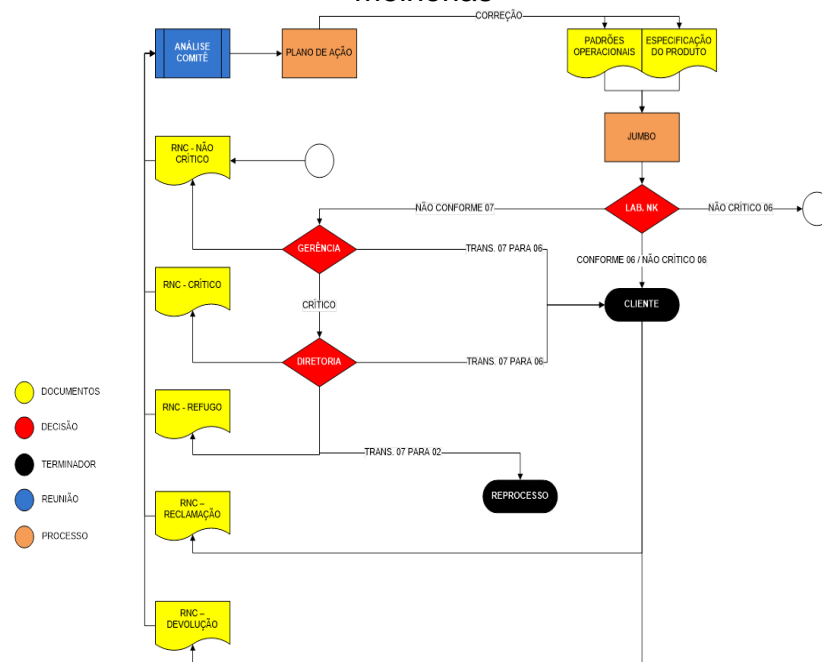 CORREÇÃO
ANÁLISE
COMITÊ
PLANO DE AÇÃO
PADRÕES
OPERACIONAIS
ESPECIFICAÇÃO
DO PRODUTO
JUMBO
RNC - NÃO
CRÍTICO
NÃO CONFORME 07
LAB. NK
NÃO CRÍTICO 06
GERÊNCIA
TRANS. 07 PARA 06
CONFORME 06 / NÃO CRÍTICO 06
RNC - CRÍTICO
CRÍTICO
CLIENTE
DIRETORIA
TRANS. 07 PARA 06
DOCUMENTOS
RNC - REFUGO
DECISÃO
TRANS. 07 PARA 02
TERMINADOR
REPROCESSO
REUNIÃO
RNC –
RECLAMAÇÃO
PROCESSO
RNC –
DEVOLUÇÃO